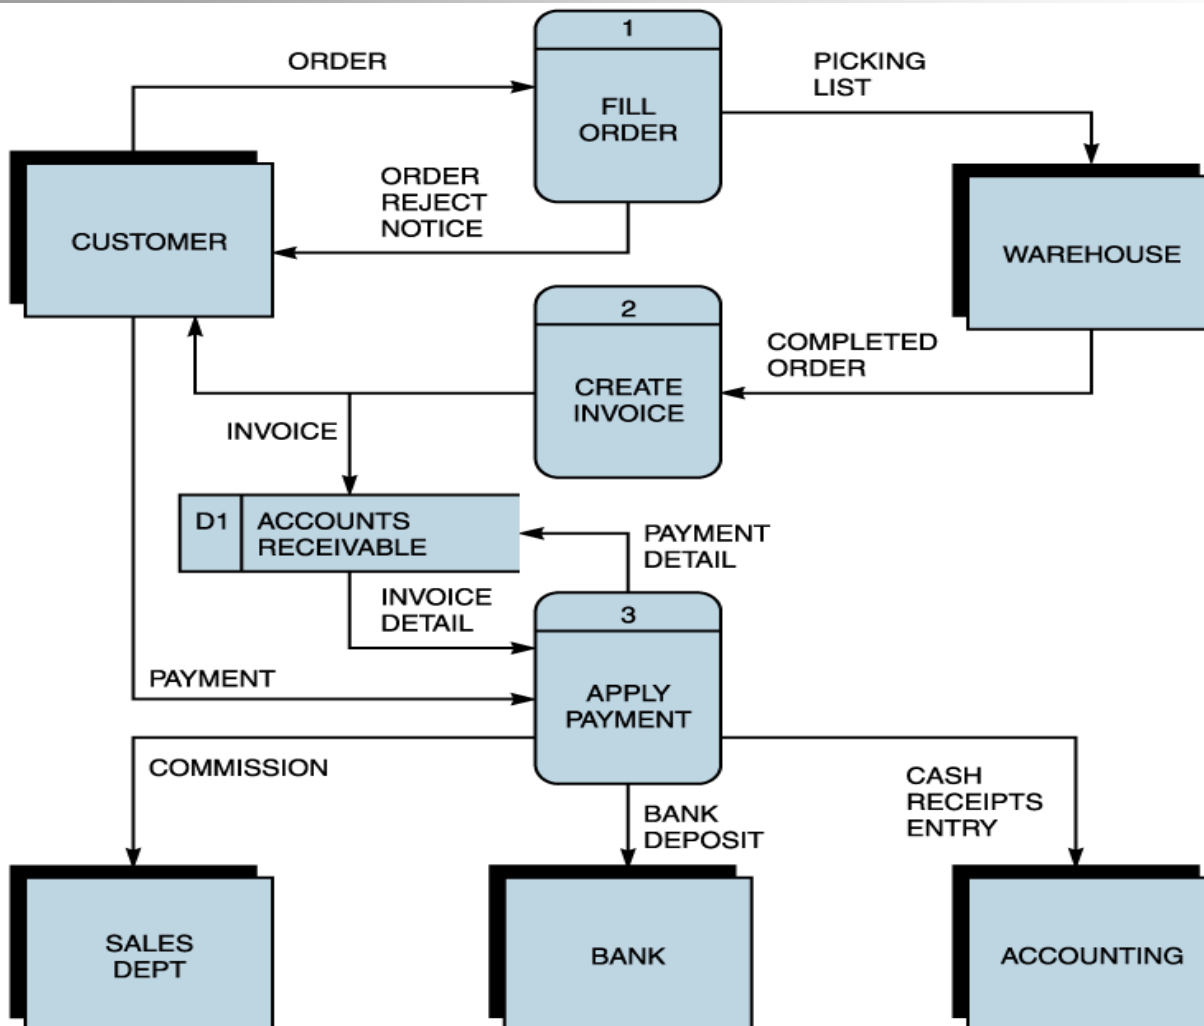 1
ORDER
PICKING
LIST
FILL
ORDER
ORDER
REJECT
NOTICE
CUSTOMER
WAREHOUSE
2
COMPLETED
ORDER
CREATE
INVOICE
INVOICE
D1
ACCOUNTS
RECEIVABLE
PAYMENT
DETAIL
INVOICE
DETAIL
3
PAYMENT
APPLY
PAYMENT
COMMISSION
CASH
RECEIPTS
ENTRY
BANK
DEPOSIT
SALES
DEPT
BANK
ACCOUNTING